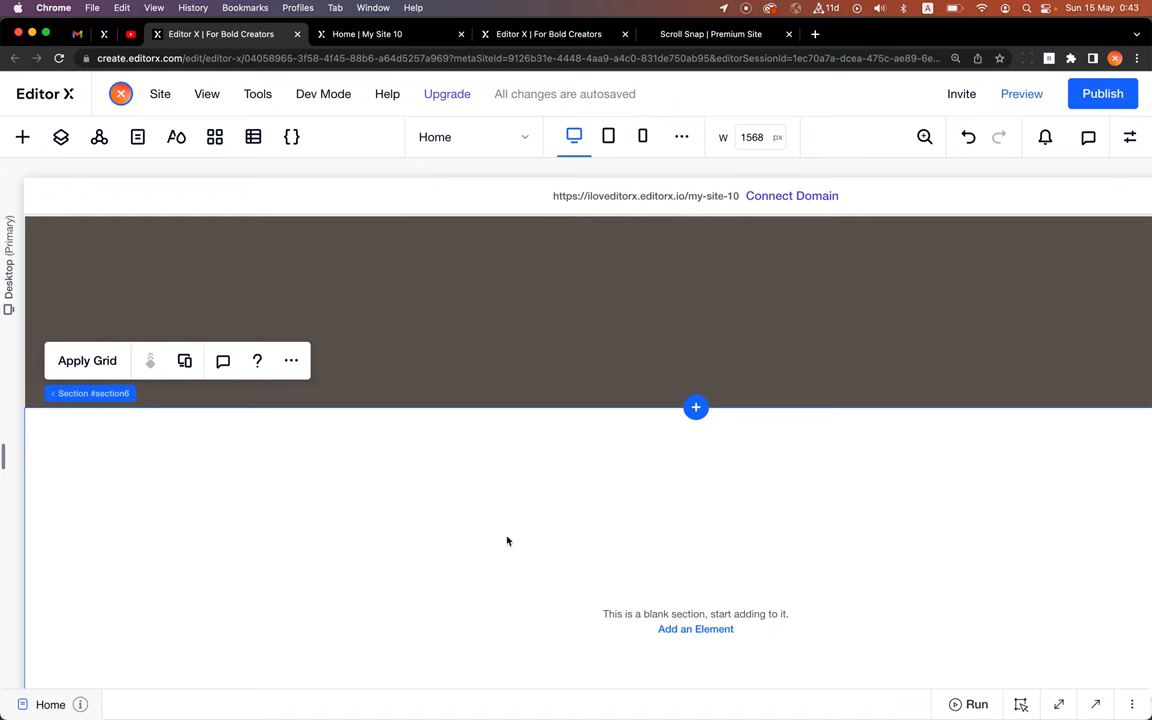 Chrome File Edit View History Bookmarks Profiles Tab Window Help 11d A Sun 15 May 0:43
Editor X | For Bold Creators Home | My Site 10 Editor X | For Bold Creators Scroll Snap | Premium Site
create.editorx.com/edit/editor-x/04058965-3f58-4f45-88b6-a64d5257a969?metaSiteId=9126b31e-4448-4aa9-a4c0-831de750ab95&editorSessionId=1ec70a7a-dcea-475c-ae89-6e...
Editor X Site View Tools Dev Mode Help Upgrade All changes are autosaved Invite Preview Publish
Home W 1568 px
https://iloveditorx.editorx.io/my-site-10 Connect Domain
Desktop (Primary)
Apply Grid
< Section #section6
This is a blank section, start adding to it.
Add an Element
Home Run